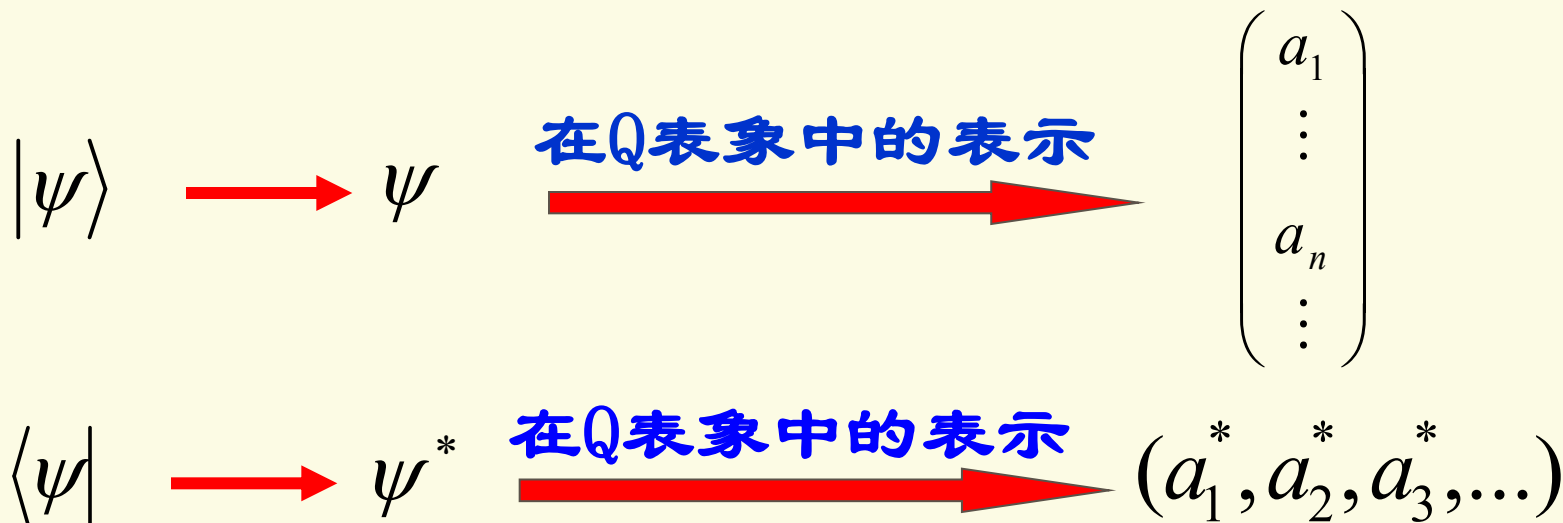 |ψ⟩ → ψ 在Q表象中的表示 ( a₁ ⋮ aₙ ⋮ )
⟨ψ| → ψ* 在Q表象中的表示 (a₁*, a₂*, a₃*,...)